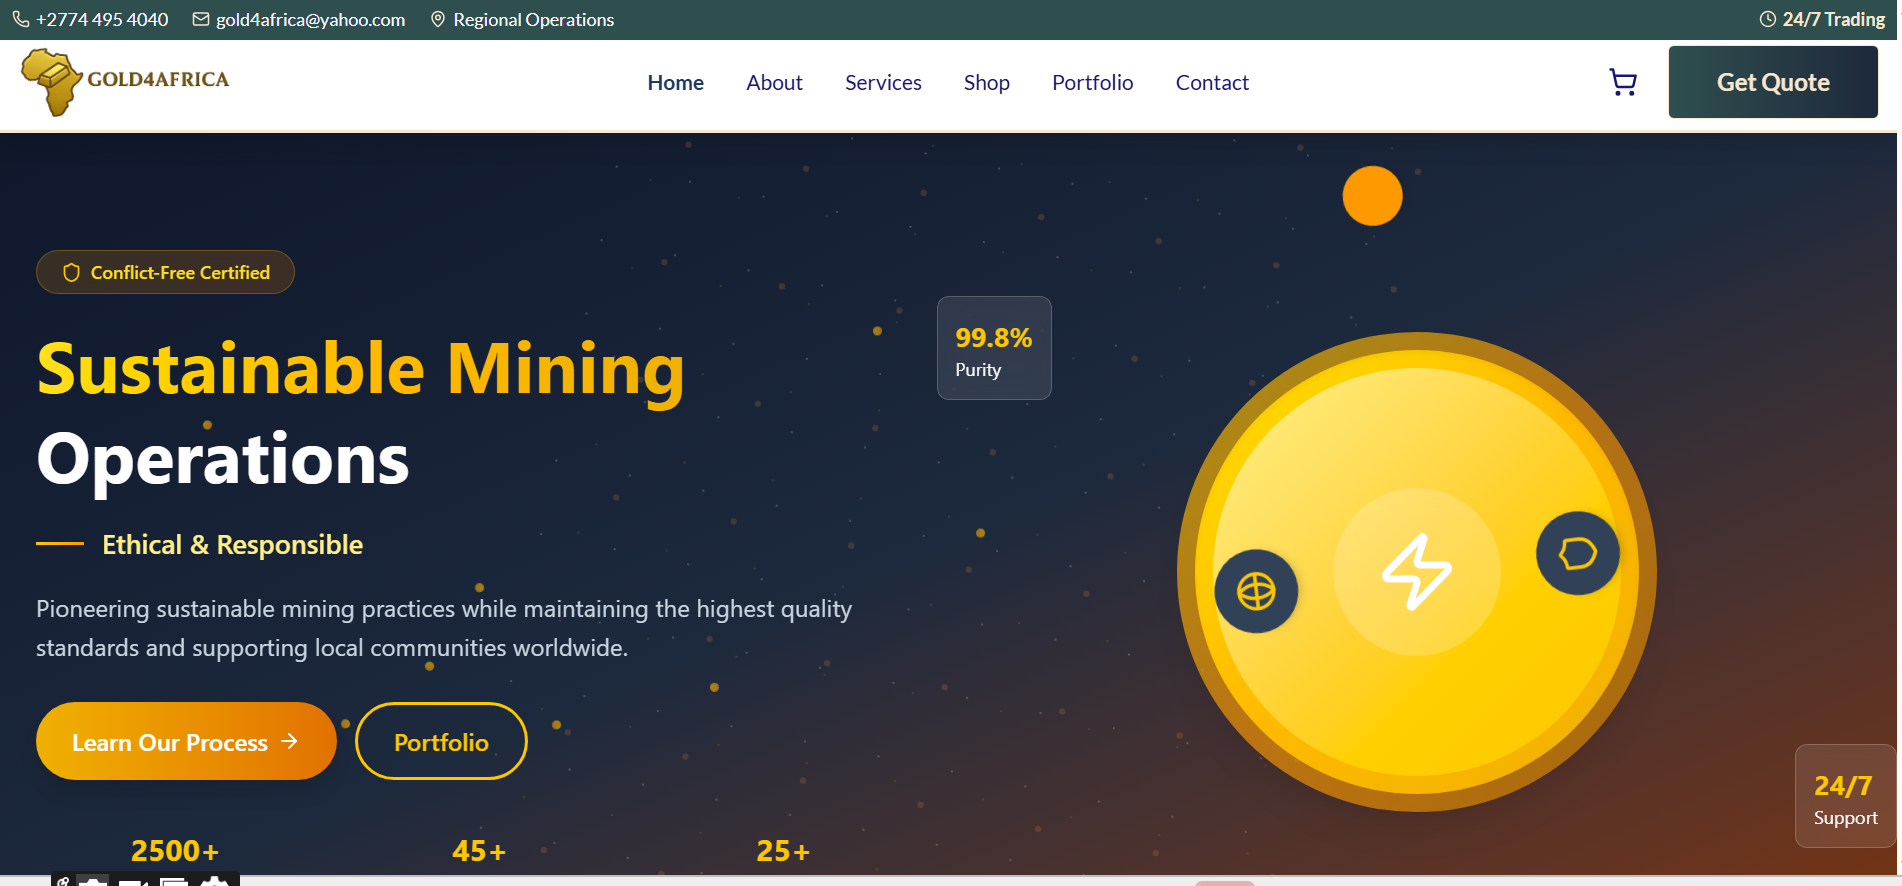 +2774 495 4040 gold4africa@yahoo.com Regional Operations 24/7 Trading
GOLD4AFRICA Home About Services Shop Portfolio Contact Get Quote
Conflict-Free Certified
Sustainable Mining
Operations
99.8%
Purity
Ethical & Responsible
Pioneering sustainable mining practices while maintaining the highest quality
standards and supporting local communities worldwide.
Learn Our Process Portfolio
24/7
Support
2500+ 45+ 25+